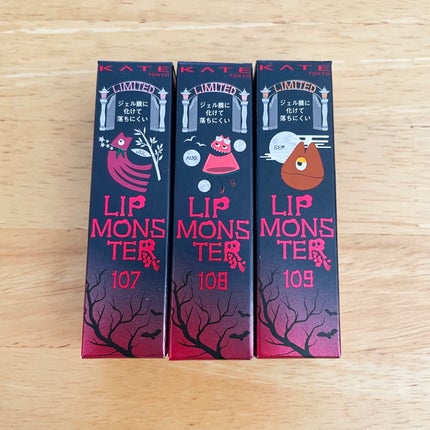 KATE
TOKYO
LIMITED
ジェル膜に
化けて
落ちにくい
LIP
MONS
TER
107
KATE
TOKYO
LIMITED
ジェル膜に
化けて
落ちにくい
AUG
LIP
MONS
TER
108
KATE
TOKYO
LIMITED
ジェル膜に
化けて
落ちにくい
SEP
LIP
MONS
TER
109